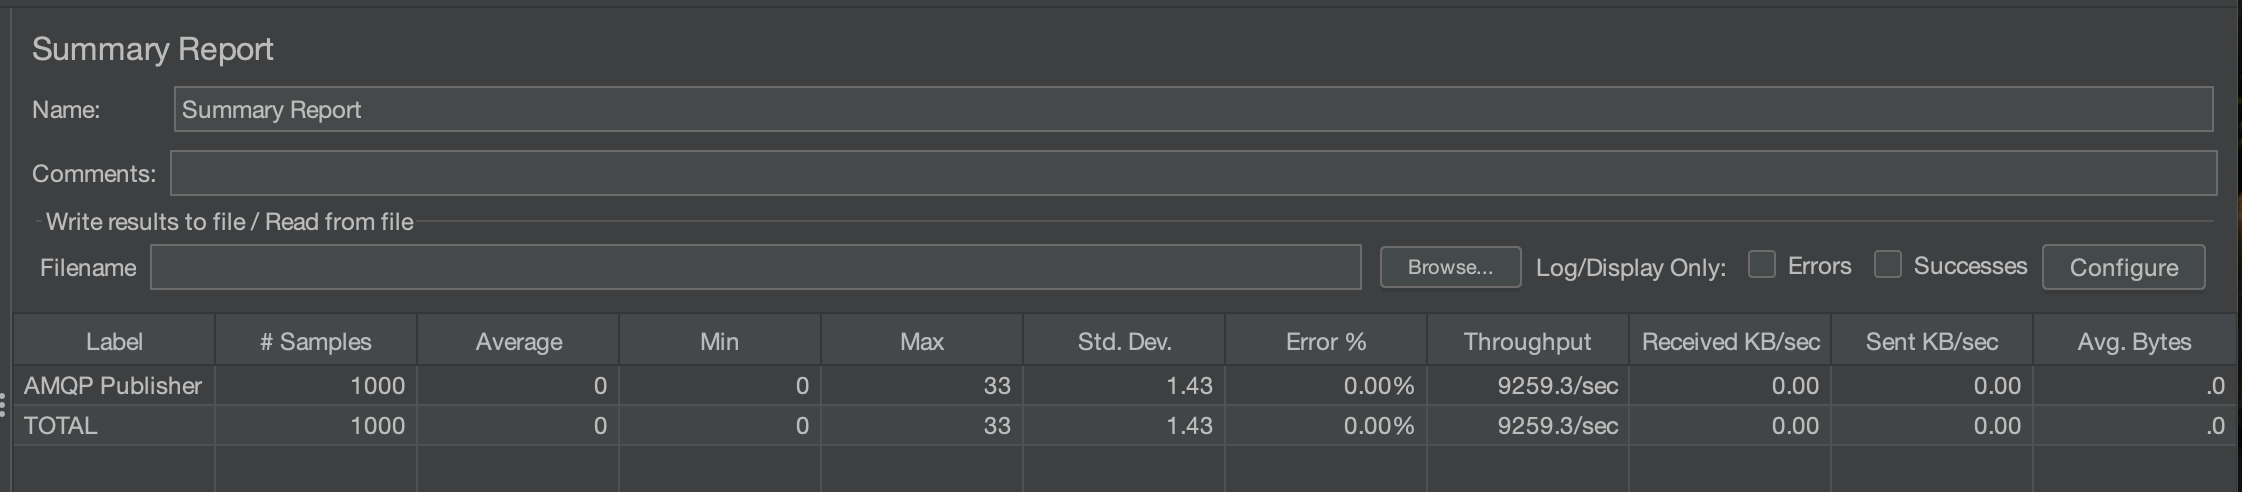 Summary Report
Name: Summary Report
Comments:
Write results to file / Read from file
Filename Browse... Log/Display Only: Errors Successes Configure
Label # Samples Average Min Max Std. Dev. Error % Throughput Received KB/sec Sent KB/sec Avg. Bytes
AMQP Publisher 1000 0 0 33 1.43 0.00% 9259.3/sec 0.00 0.00 .0
TOTAL 1000 0 0 33 1.43 0.00% 9259.3/sec 0.00 0.00 .0